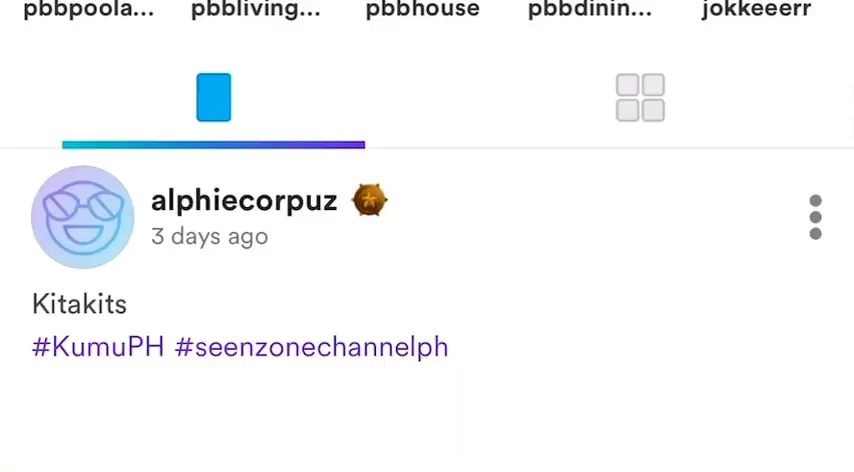 pbbpoola... pbbliving... pbbhouse pbbdinin... jokkeeerr
alphiecorpuz
3 days ago
Kitakits
#KumuPH #seenzonechannelph